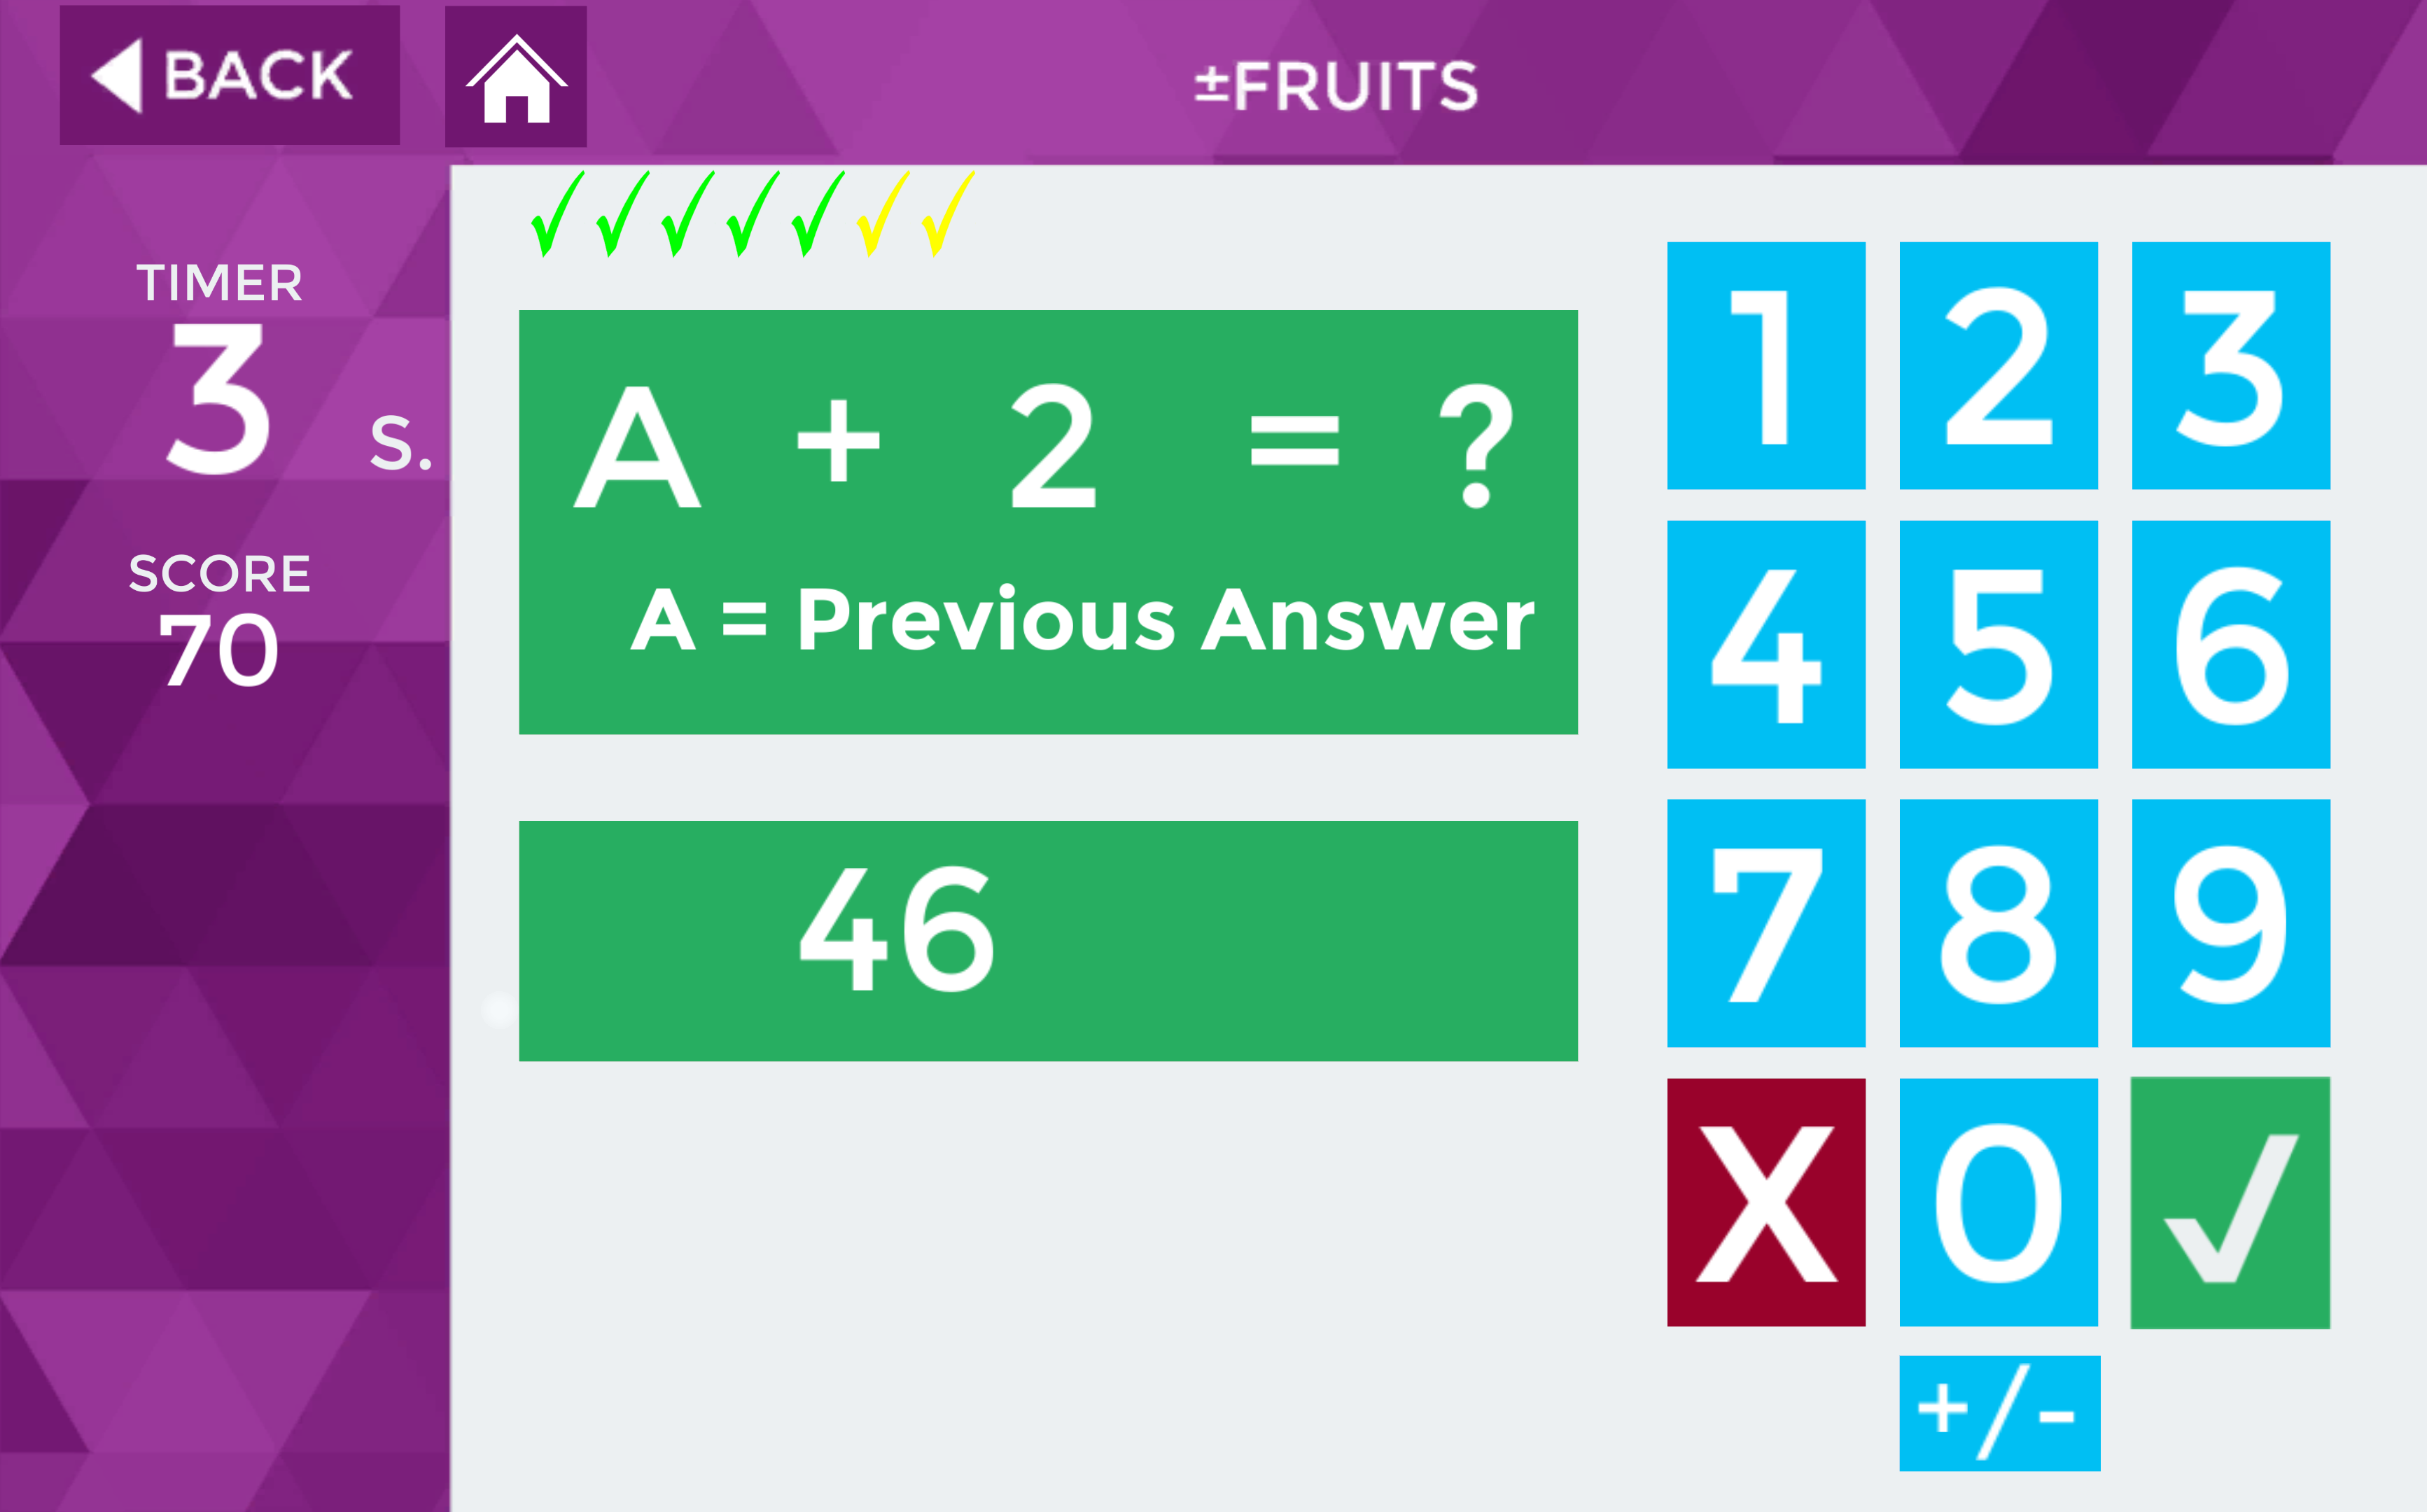 BACK
±FRUITS
TIMER
3 s.
SCORE
70
A + 2 = ?
A = Previous Answer
46
1 2 3
4 5 6
7 8 9
X 0 ✓
+/-